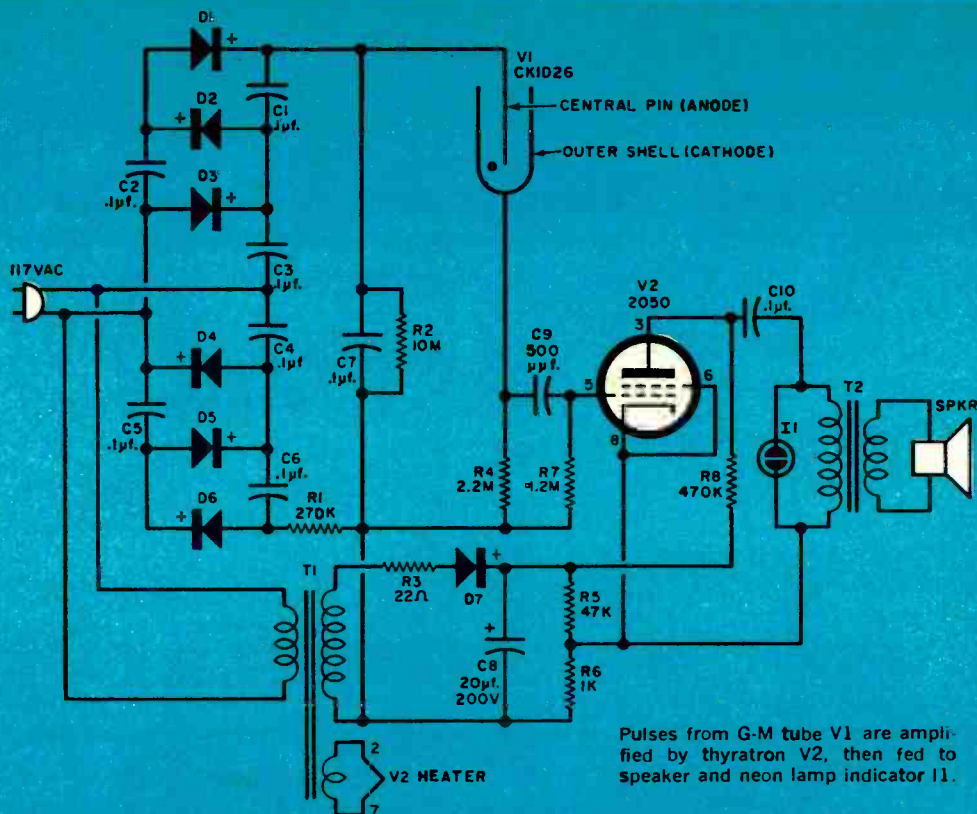 D1
+
C1
.1µf.
D2
+
C2
.1µf.
D3
+
C3
.1µf.
117VAC
C4
.1µf
D4
+
C5
.1µf.
D5
+
C6
.1µf.
D6
+
R1
270K
C7
.1µf.
R2
10M
V1
CK1D26
CENTRAL PIN (ANODE)
OUTER SHELL (CATHODE)
C9
500
µµf.
V2
2050
3
5
6
8
C10
.1µf.
R4
2.2M
R7
R8
470K
I1
T2
SPKR
T1
R3
22Ω
D7
+
+
C8
20µf.
200V
R5
47K
R6
1K
2
V2 HEATER
7
Pulses from G-M tube V1 are ampli-
fied by thyratron V2, then fed to
speaker and neon lamp indicator I1.